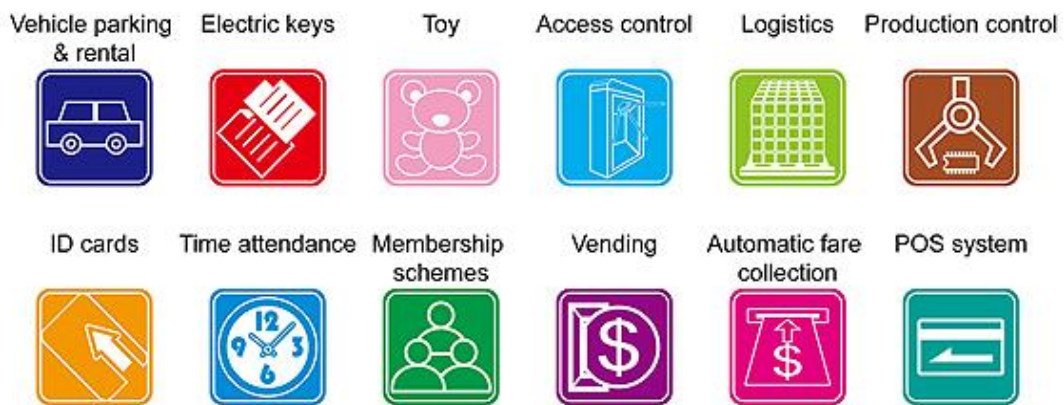 Vehicle parking
& rental
Electric keys
Toy
Access control
Logistics
Production control
ID cards
Time attendance
Membership
schemes
Vending
Automatic fare
collection
POS system
12
9
3
6
$
$